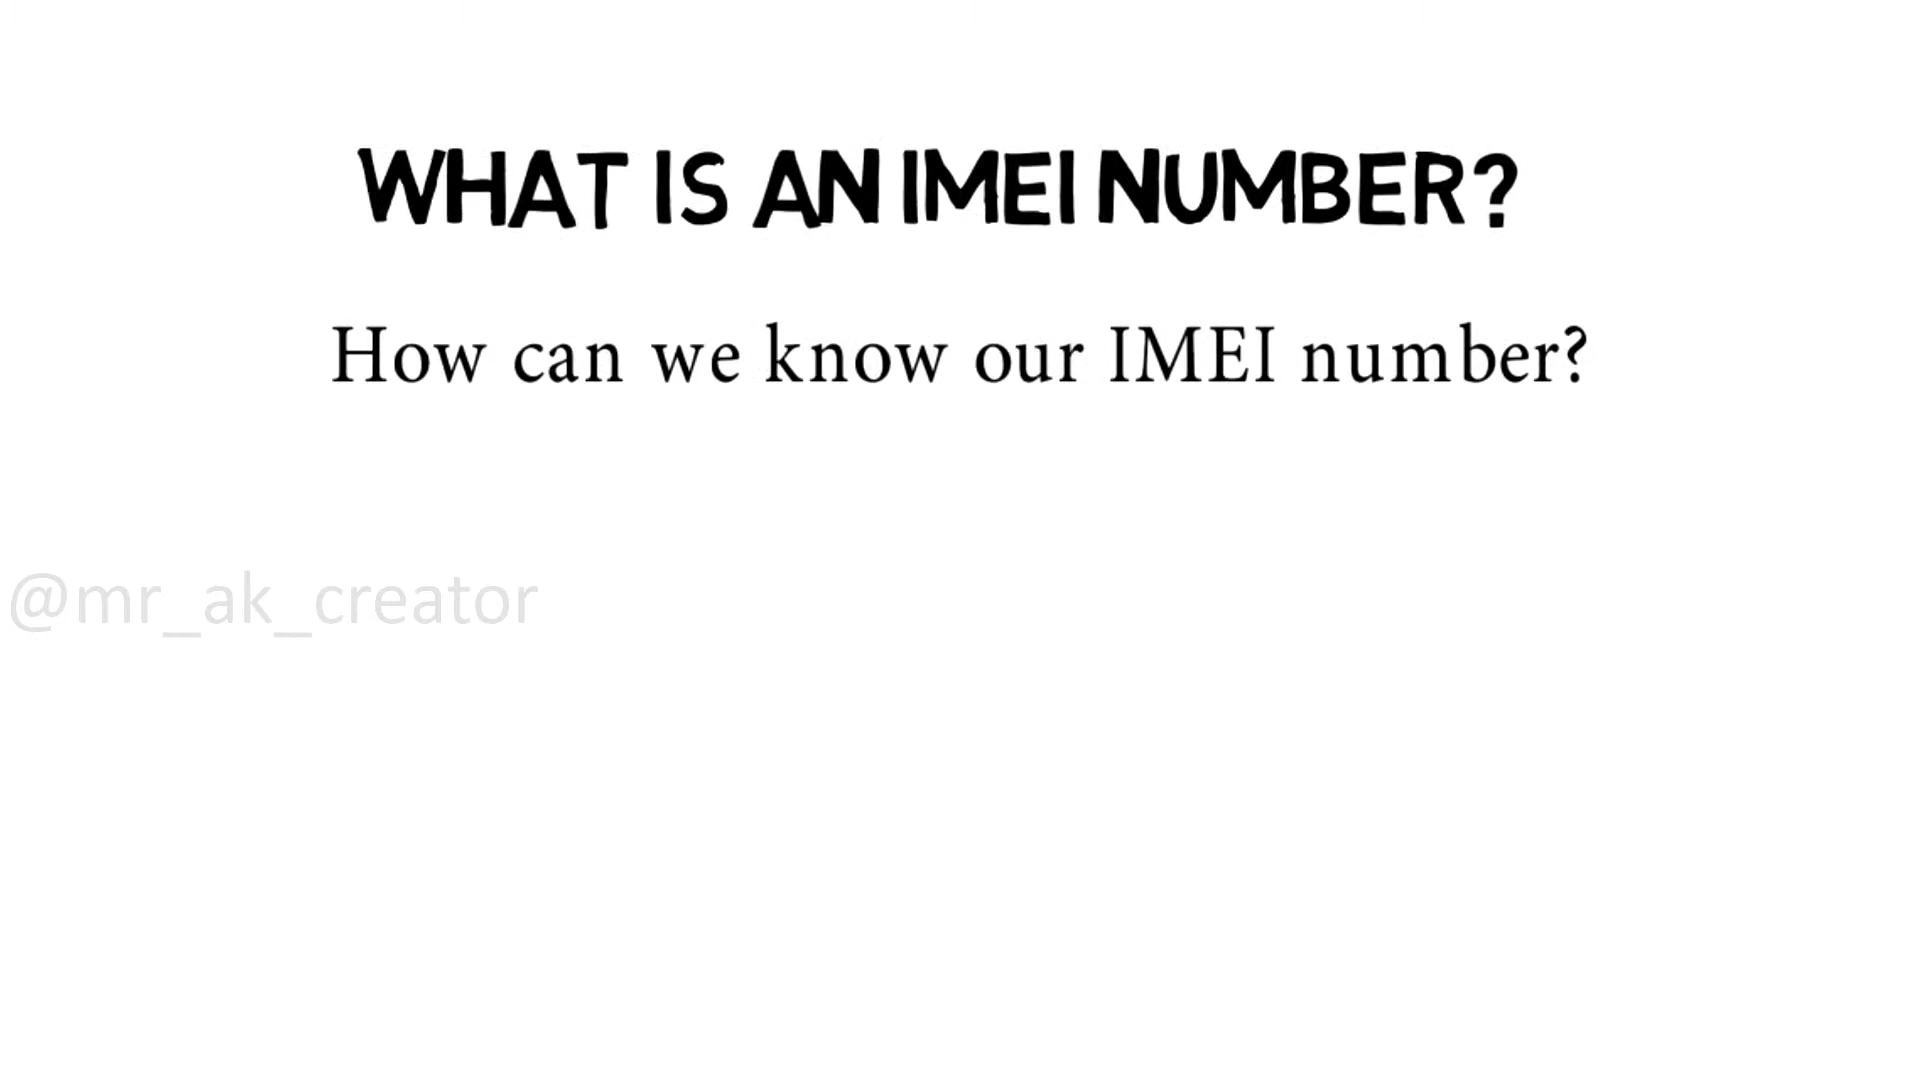 WHAT IS AN IMEI NUMBER?
How can we know our IMEI number?
@mr_ak_creator